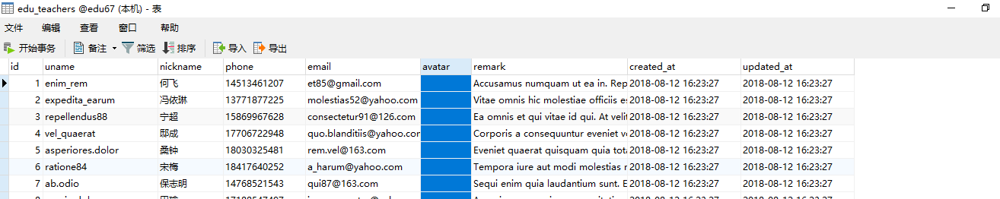 edu_teachers @edu67 (本机) - 表
文件 编辑 查看 窗口 帮助
开始事务 备注 筛选 排序 导入 导出
id uname nickname phone email avatar remark created_at updated_at
1 enim_rem 何飞 14513461207 et85@gmail.com Accusamus numquam ut ea in. Rep 2018-08-12 16:23:27 2018-08-12 16:23:27
2 expedita_earum 冯依琳 13771877225 molestias52@yahoo.com Vitae omnis hic molestiae officiis es 2018-08-12 16:23:27 2018-08-12 16:23:27
3 repellendus88 宁超 15869967628 consectetur91@126.com Ea omnis et qui vitae id qui. At velit 2018-08-12 16:23:27 2018-08-12 16:23:27
4 vel_quaerat 邸成 17706722948 quo.blanditiis@yahoo.con Corporis a consequuntur eveniet ve 2018-08-12 16:23:27 2018-08-12 16:23:27
5 asperiores.dolor 桑钟 18030325481 rem.vel@163.com Eveniet quaerat quisquam quia tota 2018-08-12 16:23:27 2018-08-12 16:23:27
6 ratione84 宋梅 18417640252 a_harum@yahoo.com Tempora iure aut modi molestias r 2018-08-12 16:23:27 2018-08-12 16:23:27
7 ab.odio 保志明 14768521543 qui87@163.com Sequi enim quia laudantium sunt. E 2018-08-12 16:23:27 2018-08-12 16:23:27